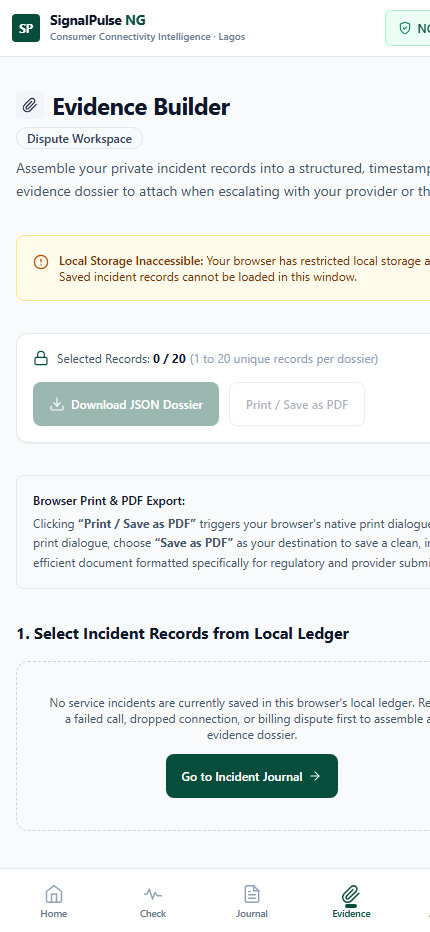 SP
SignalPulse NG
Consumer Connectivity Intelligence · Lagos
Evidence Builder
Dispute Workspace
Assemble your private incident records into a structured,
evidence dossier to attach when escalating with your provider or
Local Storage Inaccessible: Your browser has restricted local storage
Saved incident records cannot be loaded in this window.
Selected Records: 0 / 20 (1 to 20 unique records per dossier)
Download JSON Dossier
Print / Save as PDF
Browser Print & PDF Export:
Clicking “Print / Save as PDF” triggers your browser's native print
print dialogue, choose “Save as PDF” as your destination to save a clean,
efficient document formatted specifically for regulatory and provider
1. Select Incident Records from Local Ledger
No service incidents are currently saved in this browser's local ledger.
a failed call, dropped connection, or billing dispute first to assemble
evidence dossier.
Go to Incident Journal →
Home
Check
Journal
Evidence